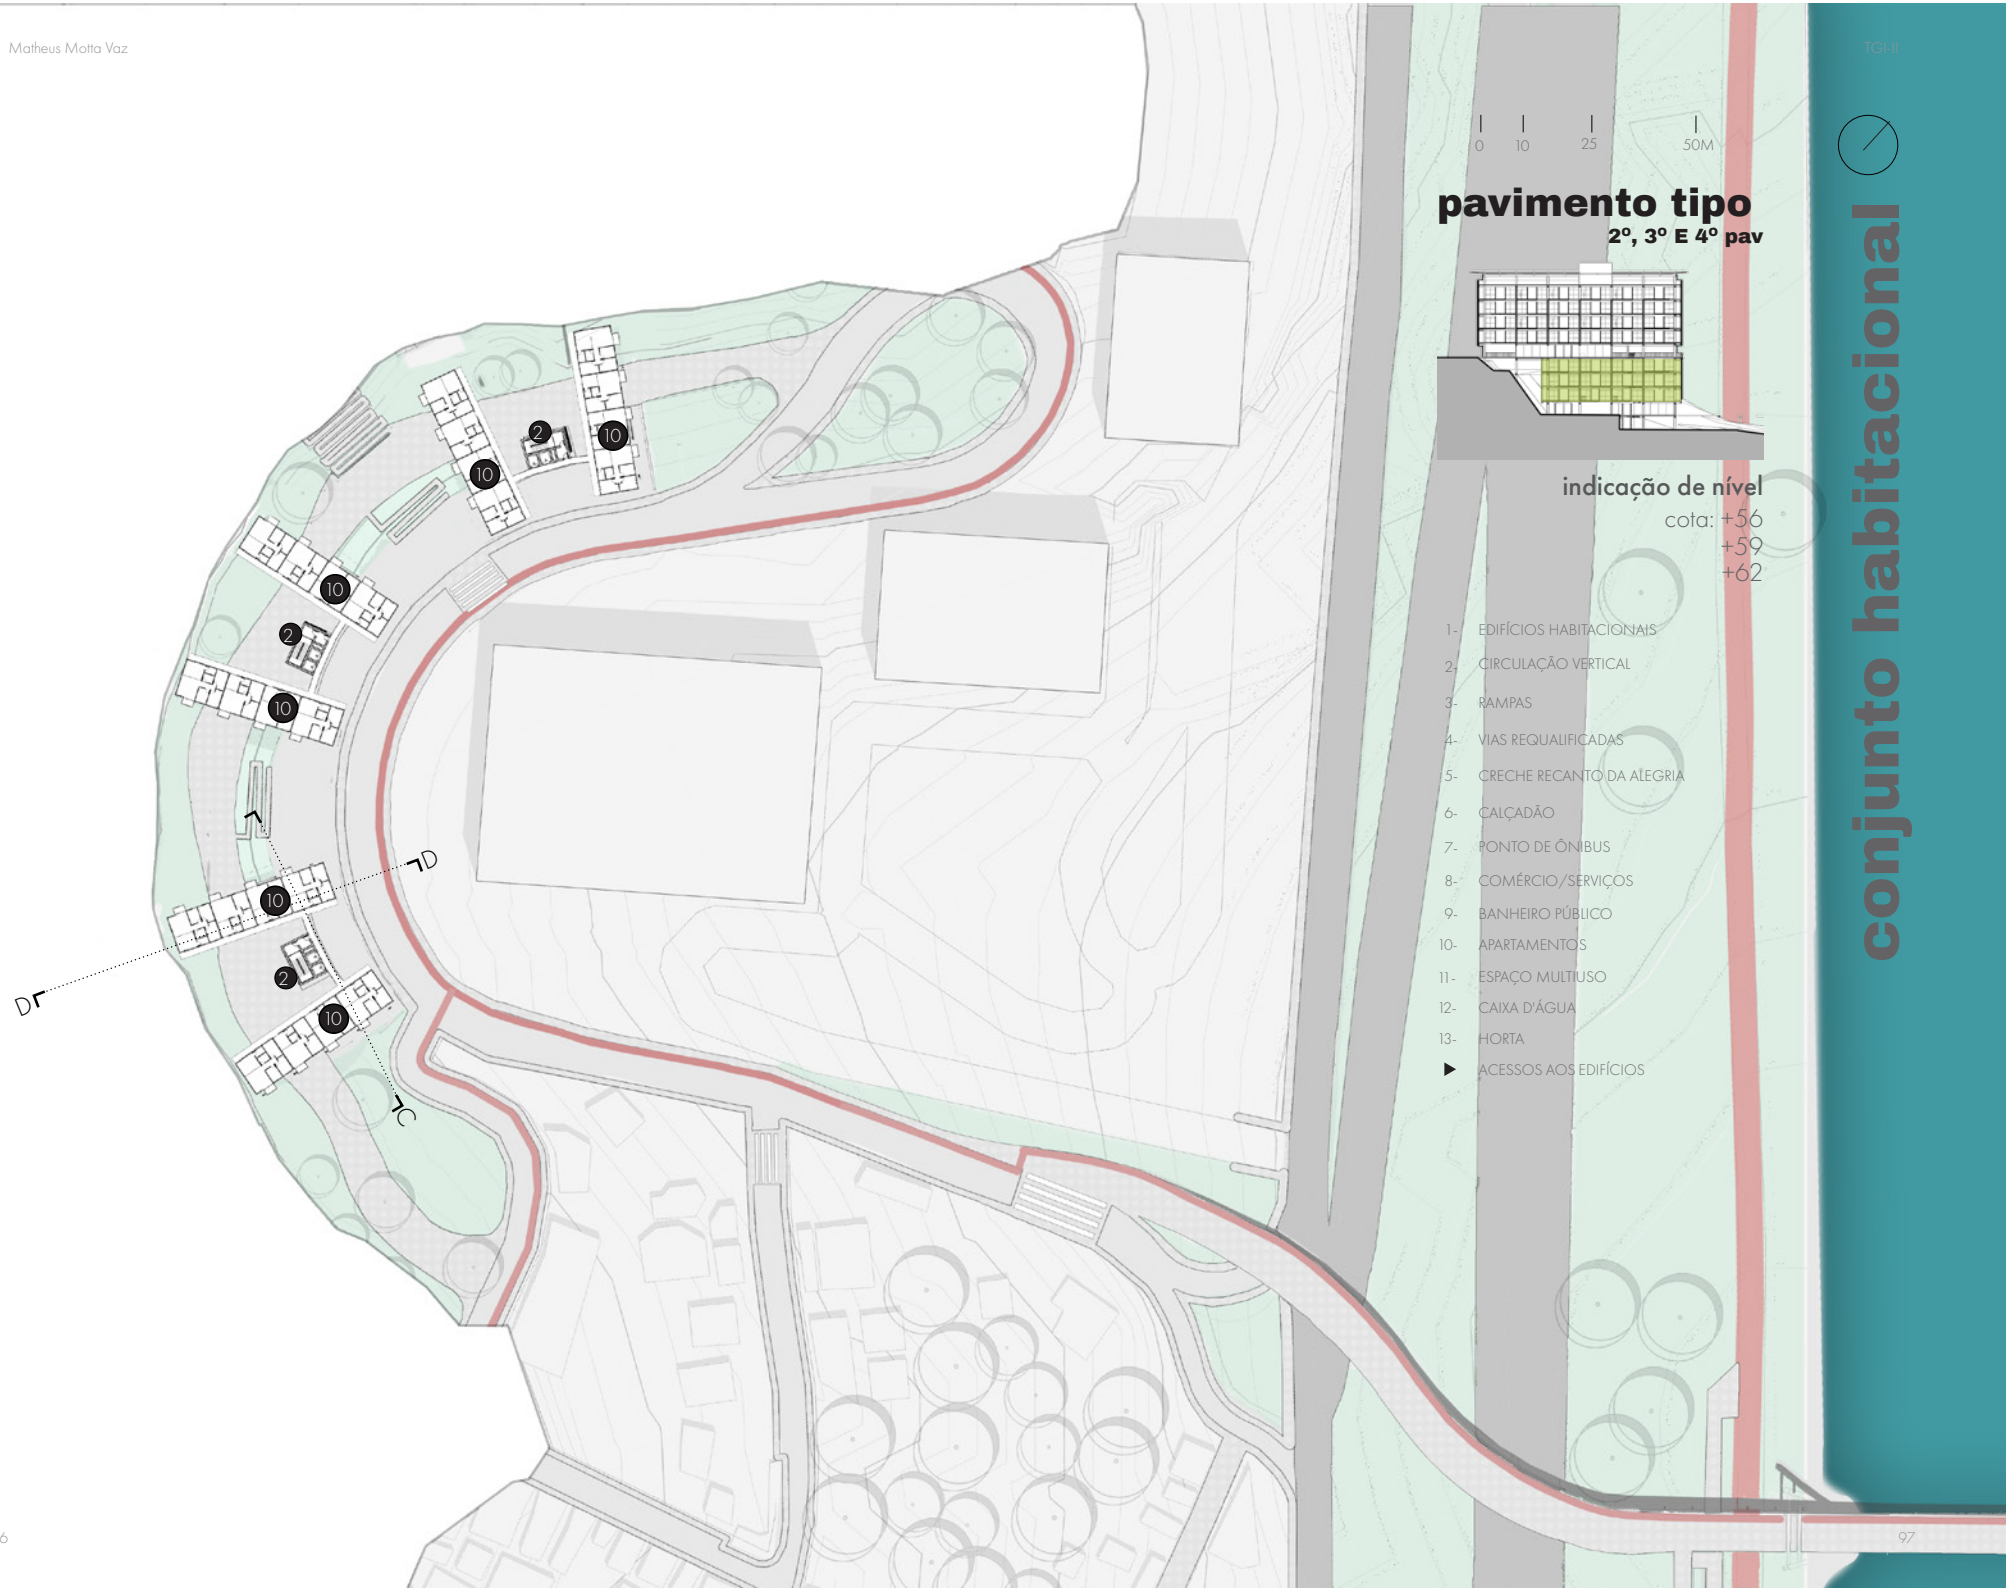 Matheus Motta Vaz
TGI-II
0 10 25 50M
pavimento tipo
2º, 3º E 4º pav
indicação de nível
cota: +56
+59
+62
1- EDIFÍCIOS HABITACIONAIS
2- CIRCULAÇÃO VERTICAL
3- RAMPAS
4- VIAS REQUALIFICADAS
5- CRECHE RECANTO DA ALEGRIA
6- CALÇADÃO
7- PONTO DE ÔNIBUS
8- COMÉRCIO/SERVIÇOS
9- BANHEIRO PÚBLICO
10- APARTAMENTOS
11- ESPAÇO MULTIUSO
12- CAIXA D'ÁGUA
13- HORTA
ACESSOS AOS EDIFÍCIOS
conjunto habitacional
2
10
10
10
2
10
D
10
2
D
10
C
6
97